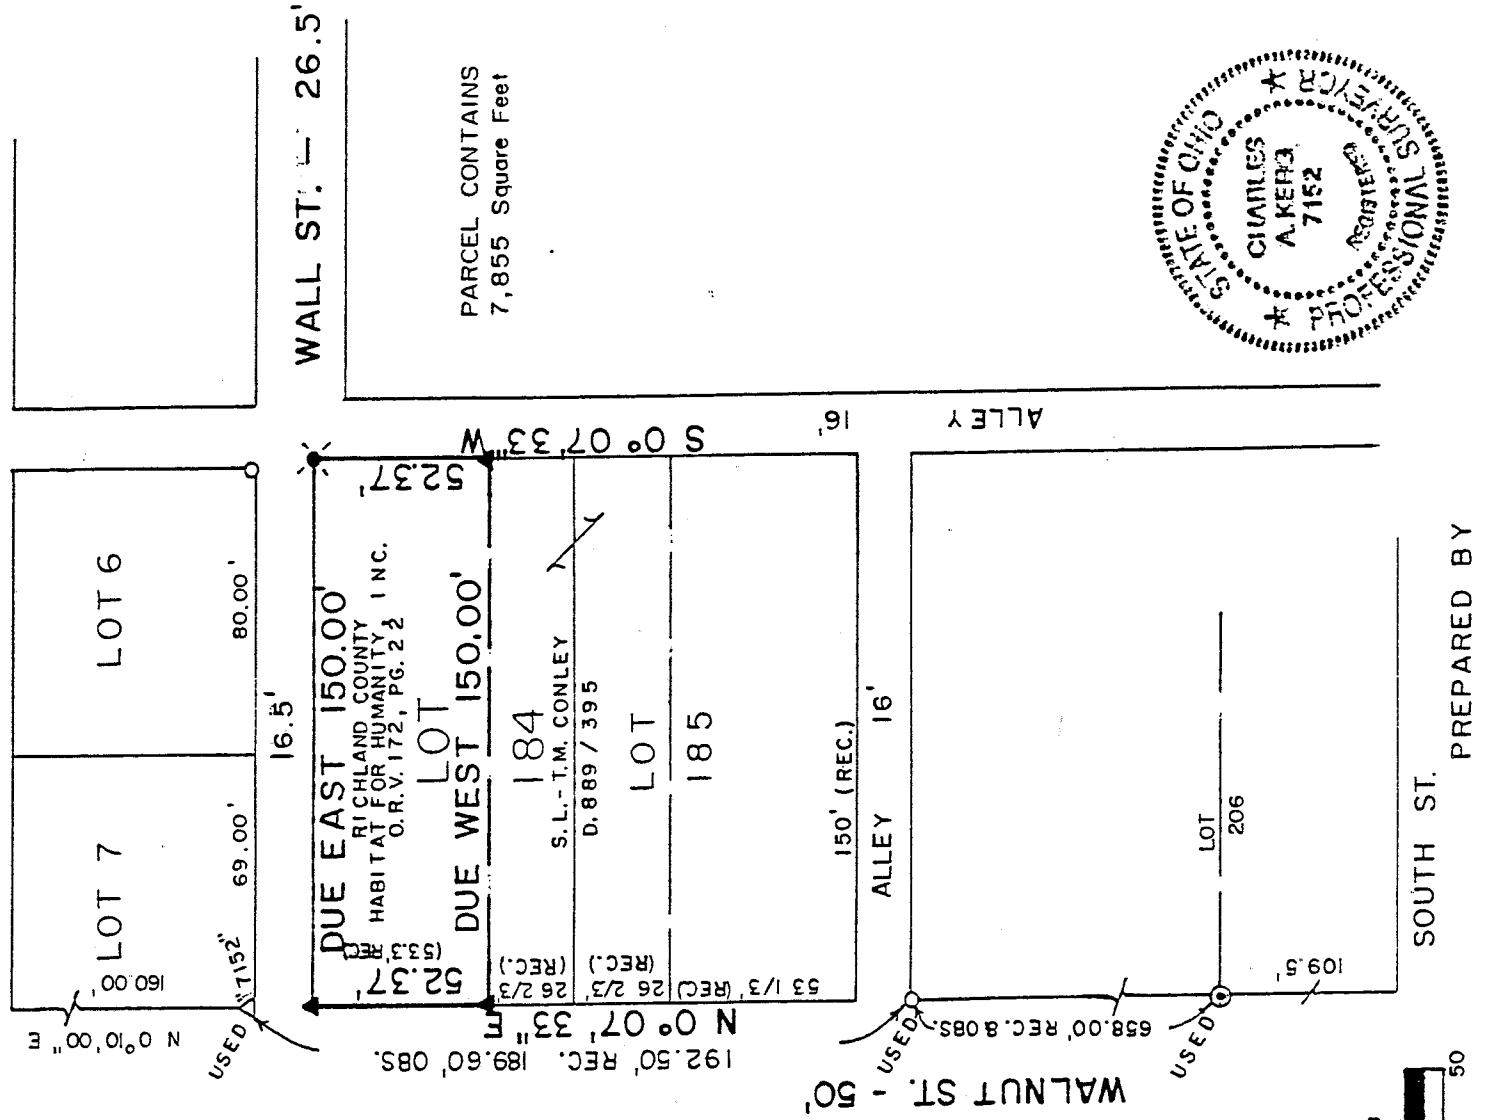 WALL ST. - 26.5'
PARCEL CONTAINS
7,855 Square Feet
STATE OF OHIO
CHARLES
A. KERG
7152
REGISTERED
PROFESSIONAL SURVEYOR
16'
ALLEY
S 0° 07' 33" W
52.37'
LOT 6
80.00'
LOT 7
69.00'
160.00'
"7152"
N 0°10'00" E
USED
16.5'
DUE EAST 150.00'
RICHLAND COUNTY
HABITAT FOR HUMANITY, INC.
O.R.V. 172, PG. 22
LOT
DUE WEST 150.00'
184
S.L.-T.M. CONLEY
D. 889 / 395
LOT
185
(53.3' REC)
52.37'
26 2/3'
(REC.)
26 2/3'
(REC.)
53 1/3' (REC)
N 0° 07' 33" E
192.50' REC. 189.60' OBS.
150' (REC.)
ALLEY 16'
USED
658.00' REC. & OBS.
USED
WALNUT ST. - 50'
LOT
206
109.5'
SOUTH ST.
PREPARED BY
50